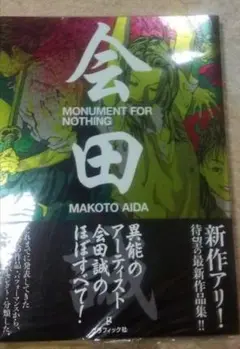 会田
MONUMENT FOR
NOTHING
MAKOTO AIDA
誠
新作アリ!
待望の最新作品集!!
異能の
アーティスト
会田誠の
ほぼすべて!
グラフィック社